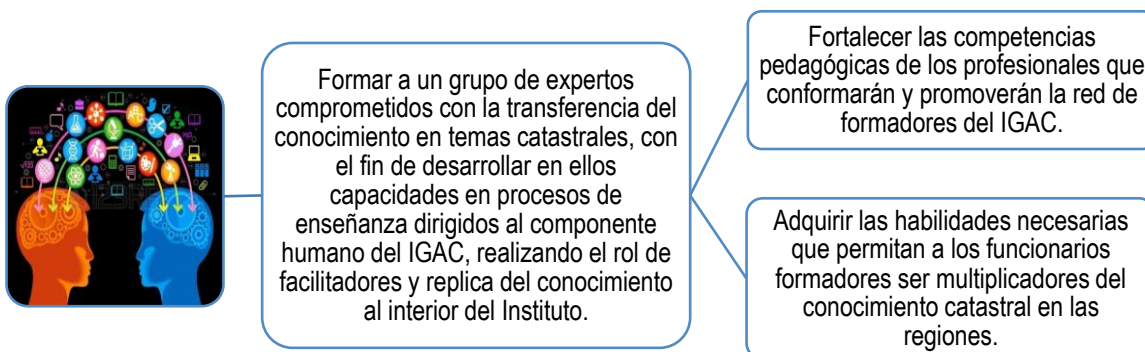 Formar a un grupo de expertos
comprometidos con la transferencia del
conocimiento en temas catastrales, con
el fin de desarrollar en ellos
capacidades en procesos de
enseñanza dirigidos al componente
humano del IGAC, realizando el rol de
facilitadores y replica del conocimiento
al interior del Instituto.
Fortalecer las competencias
pedagógicas de los profesionales que
conformarán y promoverán la red de
formadores del IGAC.
Adquirir las habilidades necesarias
que permitan a los funcionarios
formadores ser multiplicadores del
conocimiento catastral en las
regiones.